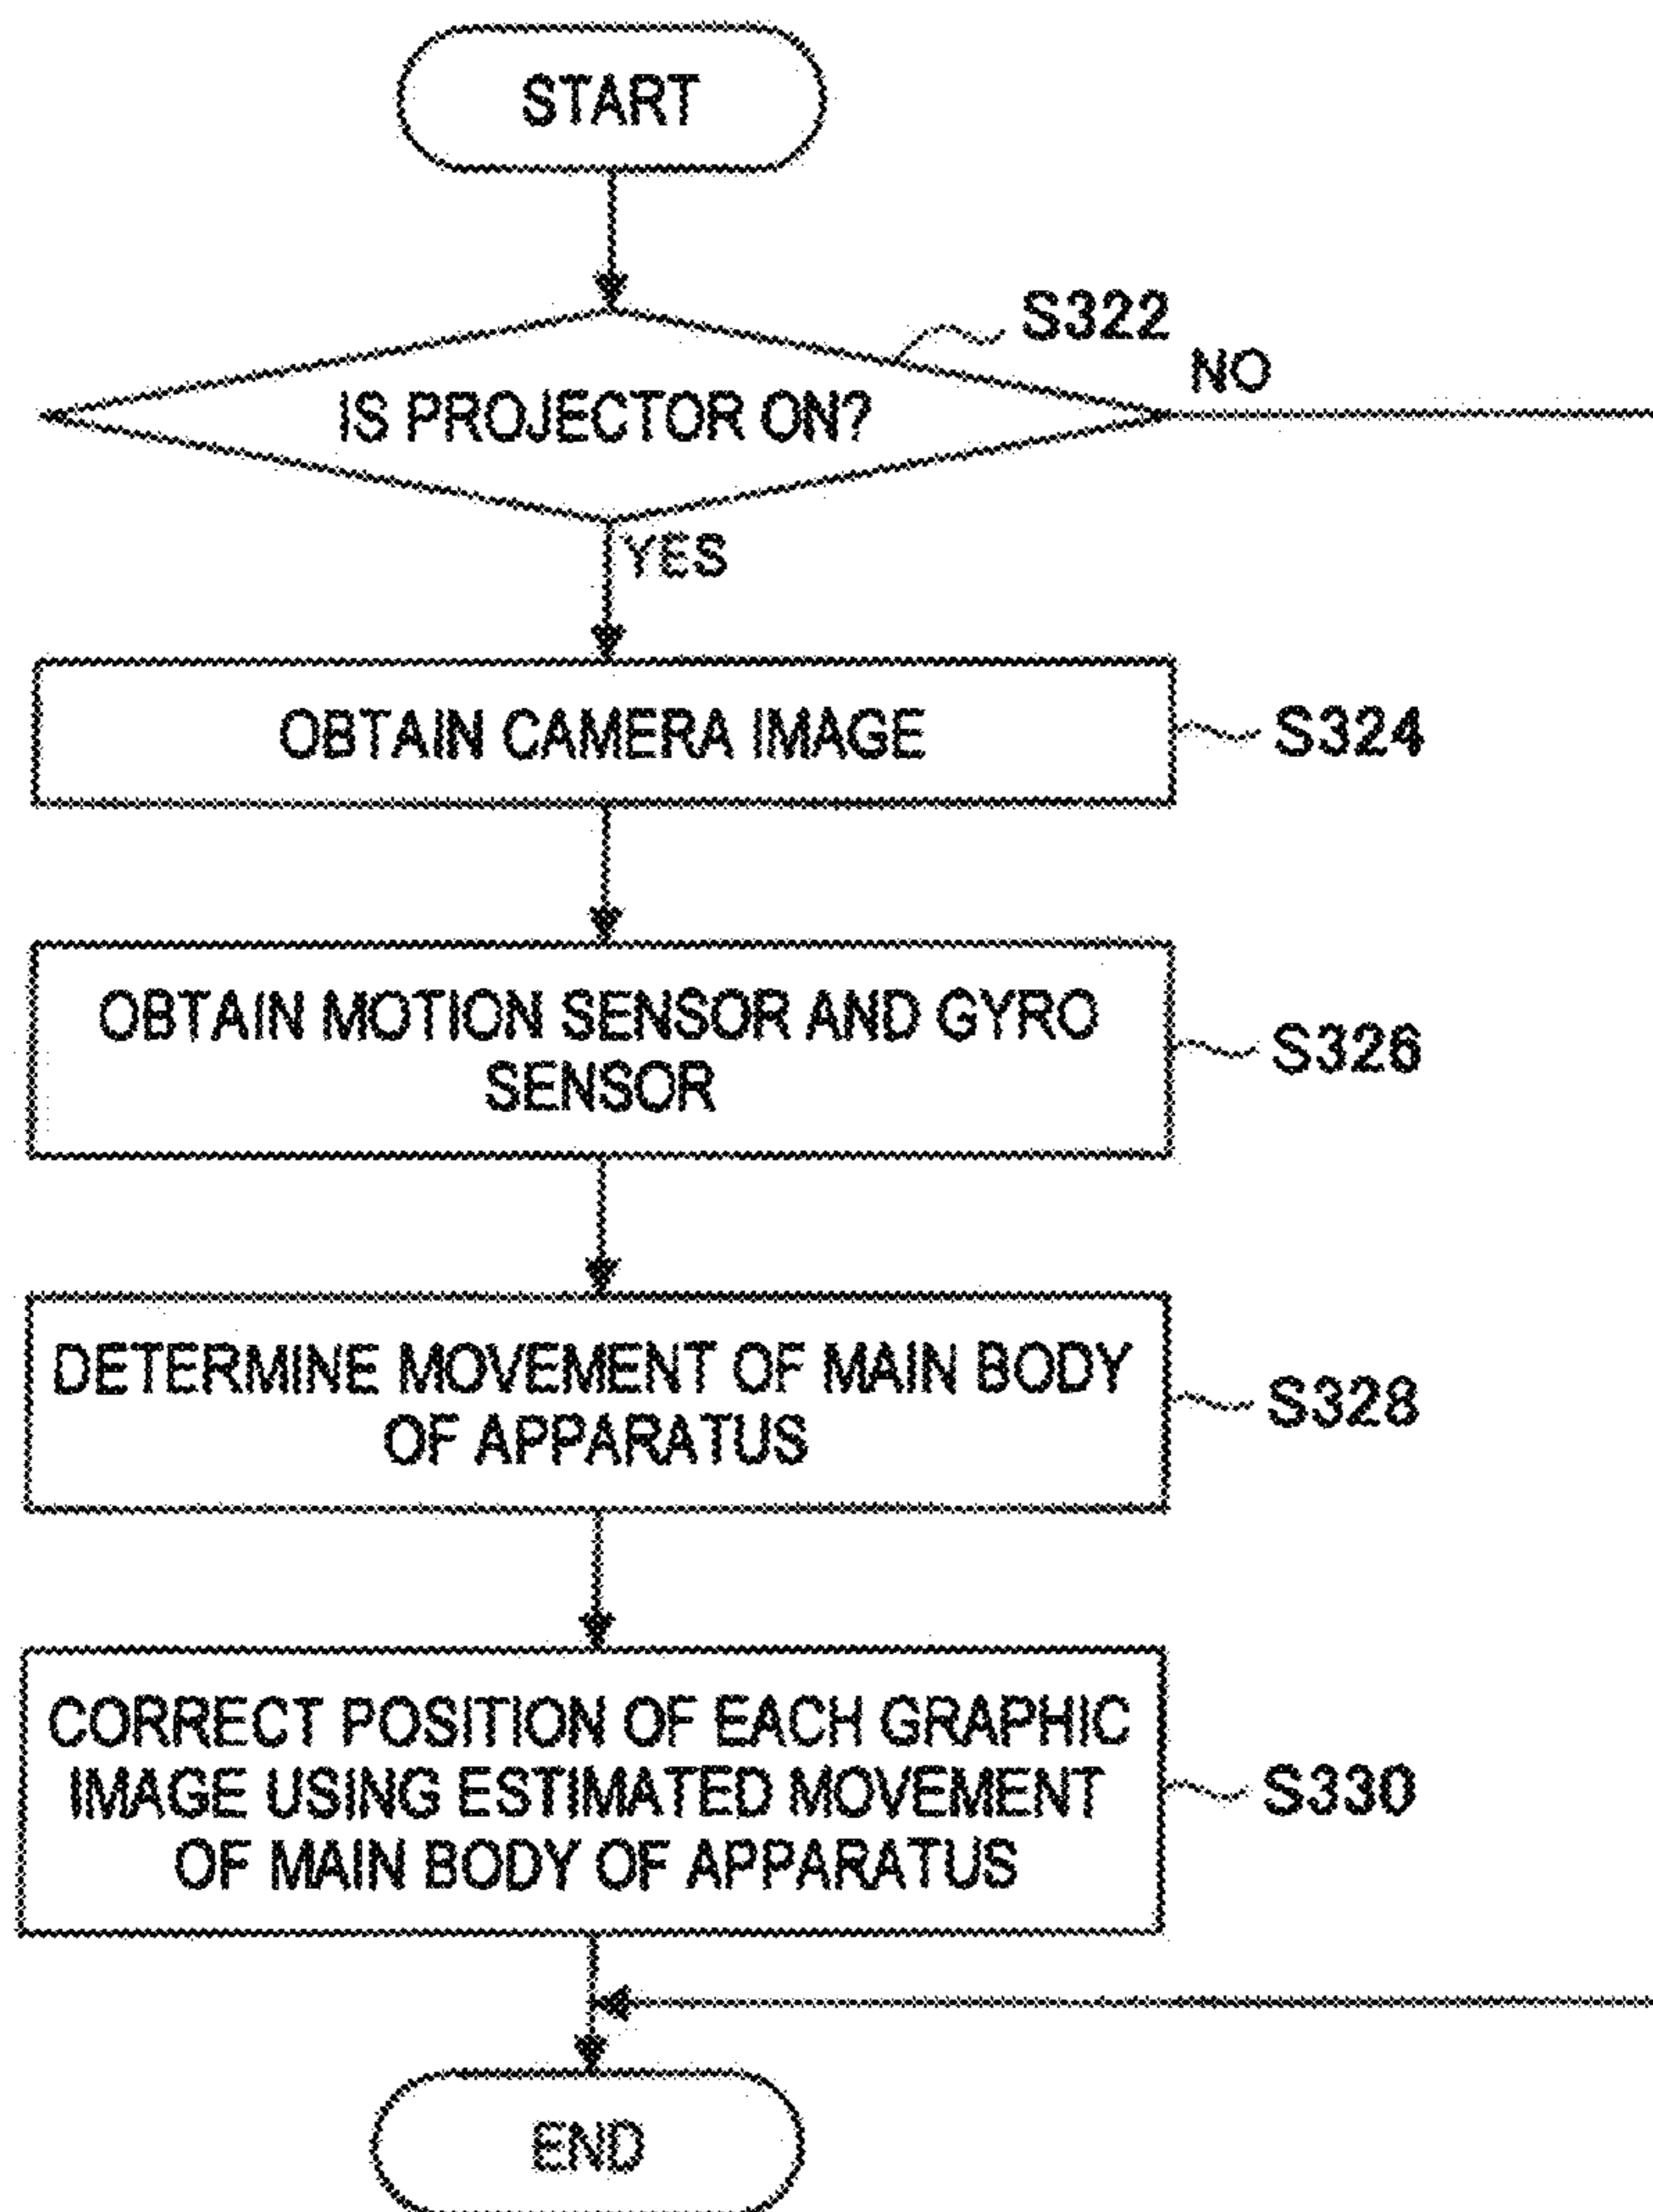 START
S322
NO
IS PROJECTOR ON?
YES
OBTAIN CAMERA IMAGE
S324
OBTAIN MOTION SENSOR AND GYRO
SENSOR
S326
DETERMINE MOVEMENT OF MAIN BODY
OF APPARATUS
S328
CORRECT POSITION OF EACH GRAPHIC
IMAGE USING ESTIMATED MOVEMENT
OF MAIN BODY OF APPARATUS
S330
END